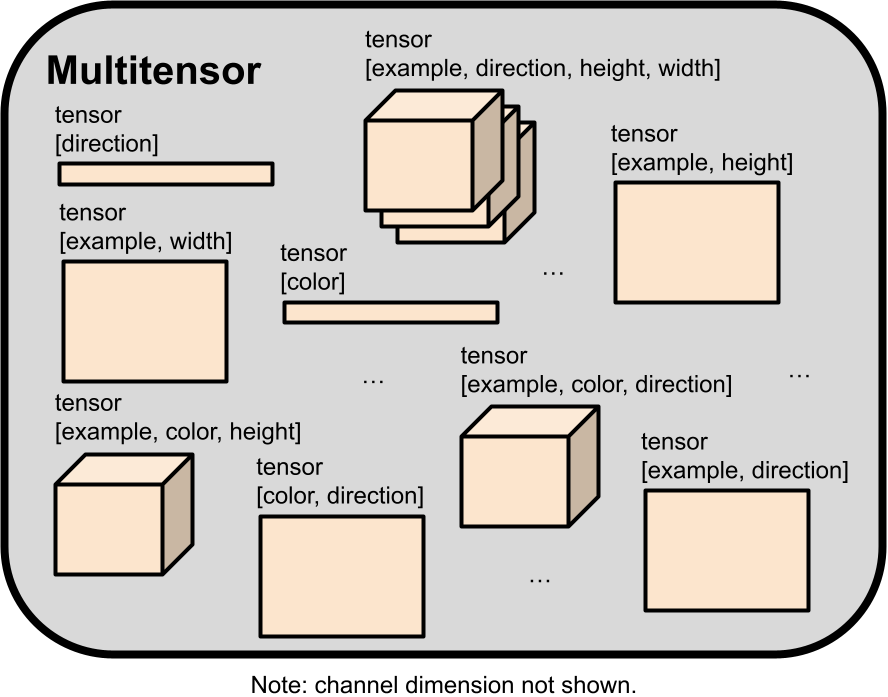 Multitensor
tensor
[example, direction, height, width]
tensor
[direction]
tensor
[example, height]
tensor
[example, width]
tensor
[color]
...
...
tensor
[example, color, direction]
...
tensor
[example, color, height]
tensor
[color, direction]
tensor
[example, direction]
...
Note: channel dimension not shown.